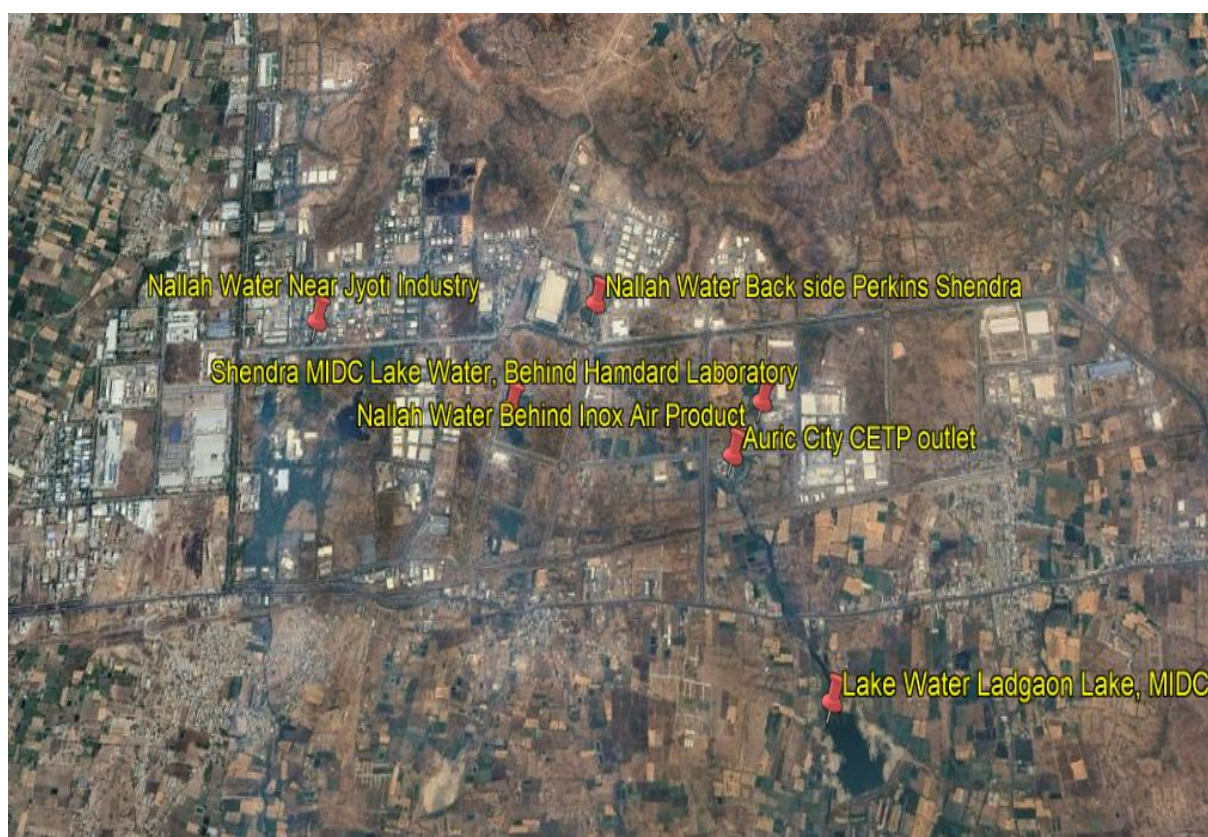 Nallah Water Near Jyoti Industry
Nallah Water Back side Perkins Shendra
Shendra MIDC Lake Water, Behind Hamdard Laboratory
Nallah Water Behind Inox Air Product
Auric City CETP outlet
Lake Water Ladgaon Lake, MIDC